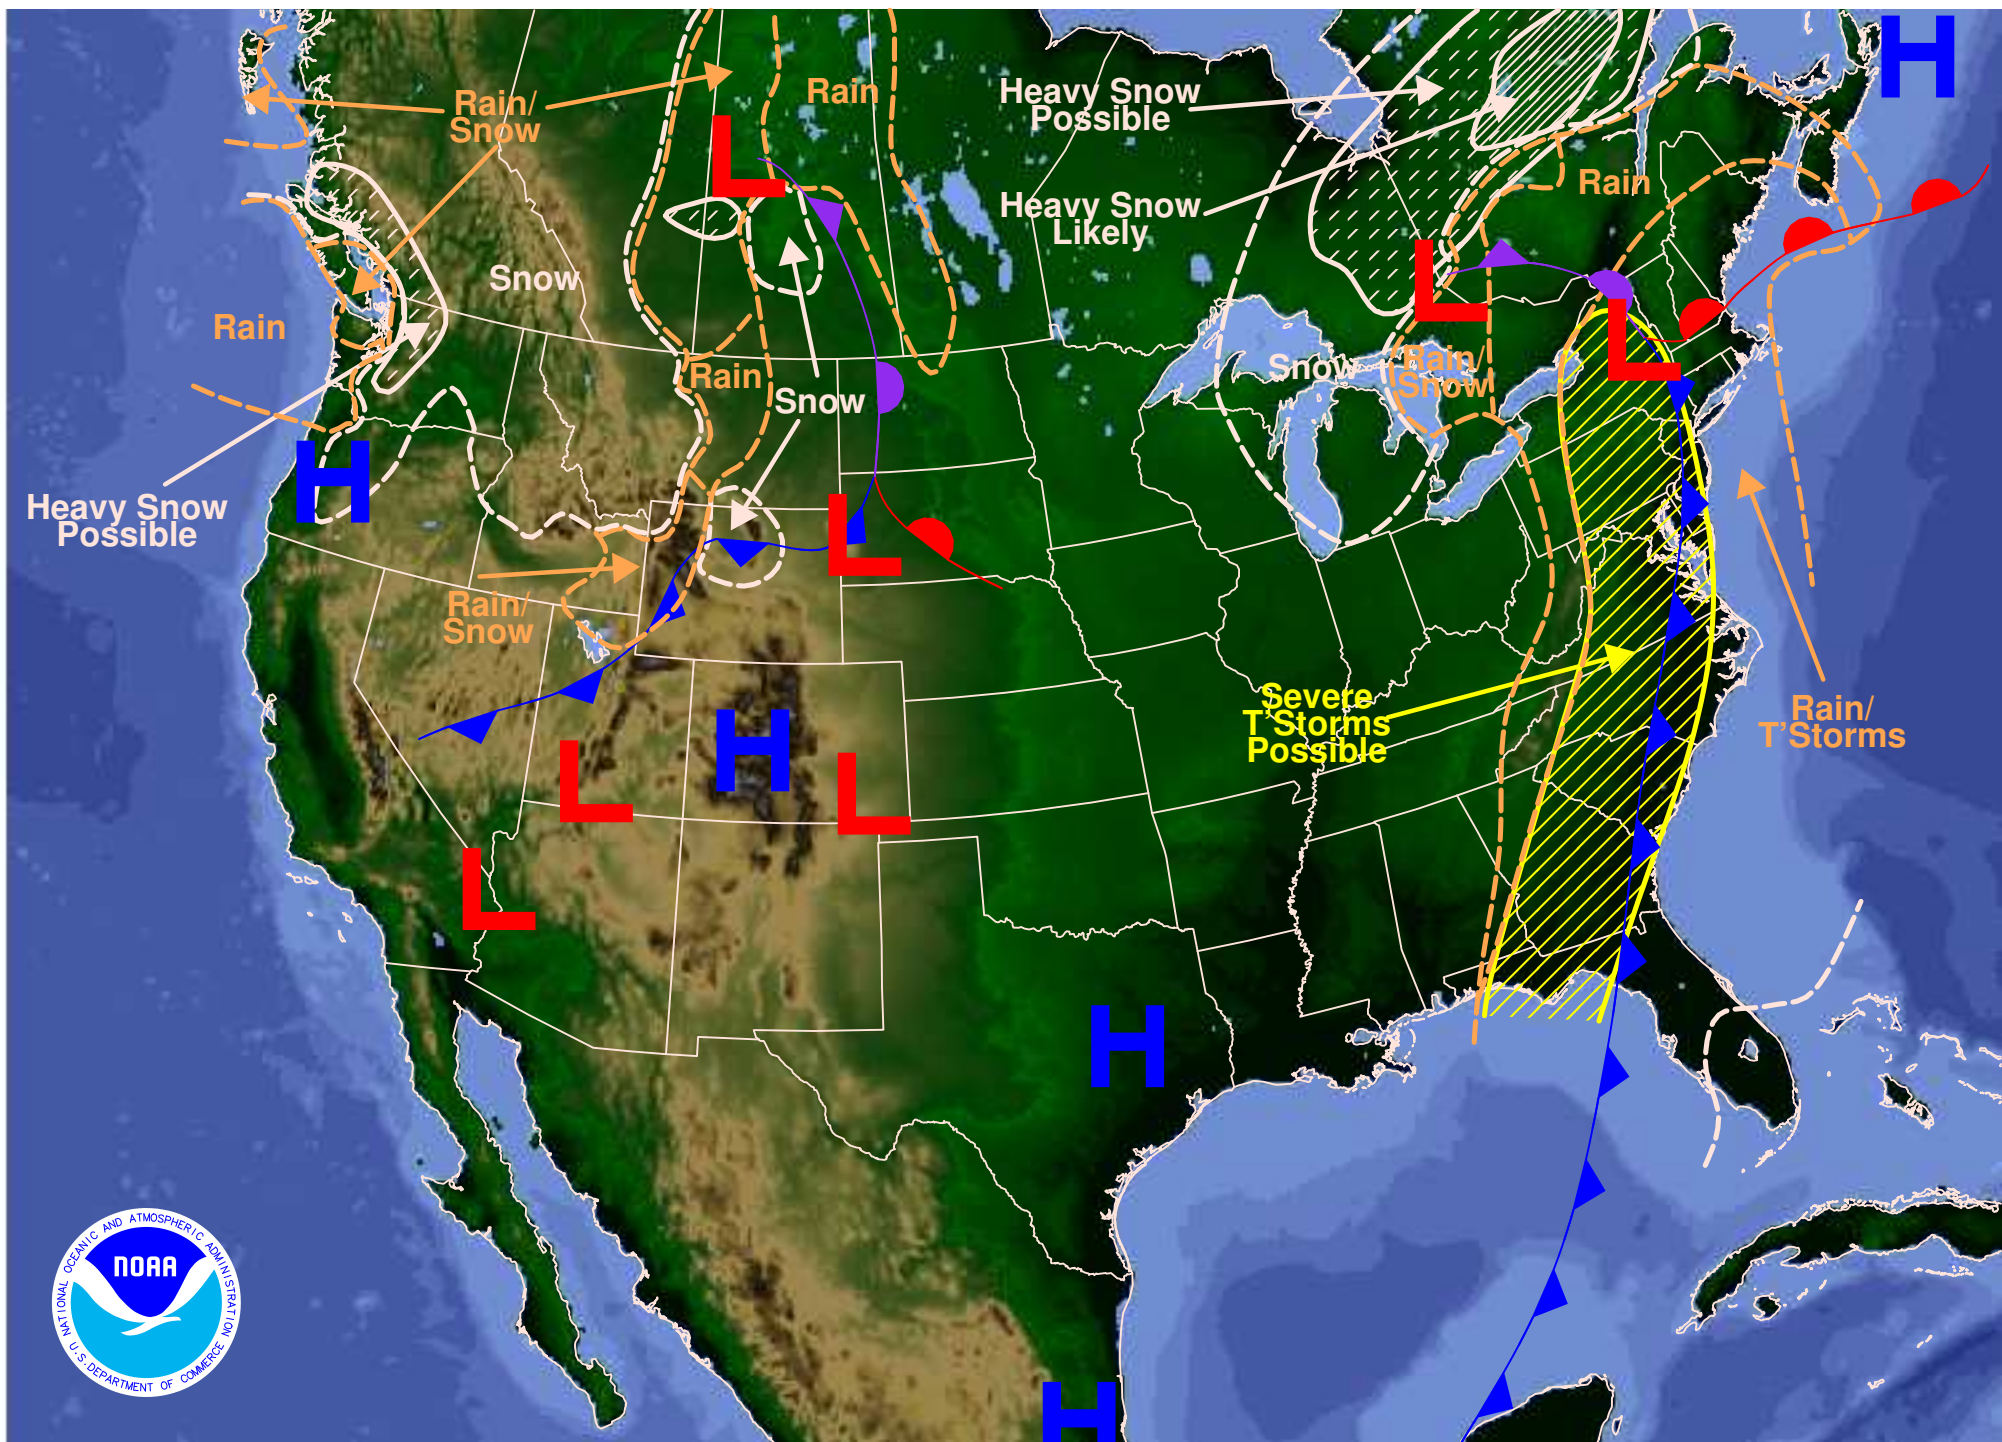 H
Rain/
Snow
Rain
Heavy Snow
Possible
L
Heavy Snow
Likely
Rain
Snow
L
Rain
L
Rain
Snow
Rain/
Snow
Snow
H
Heavy Snow
Possible
L
Rain/
Snow
Severe
T'Storms
Possible
Rain/
T'Storms
H
L
L
L
H
H
NATIONAL OCEANIC AND ATMOSPHERIC ADMINISTRATION
NOAA
U.S. DEPARTMENT OF COMMERCE